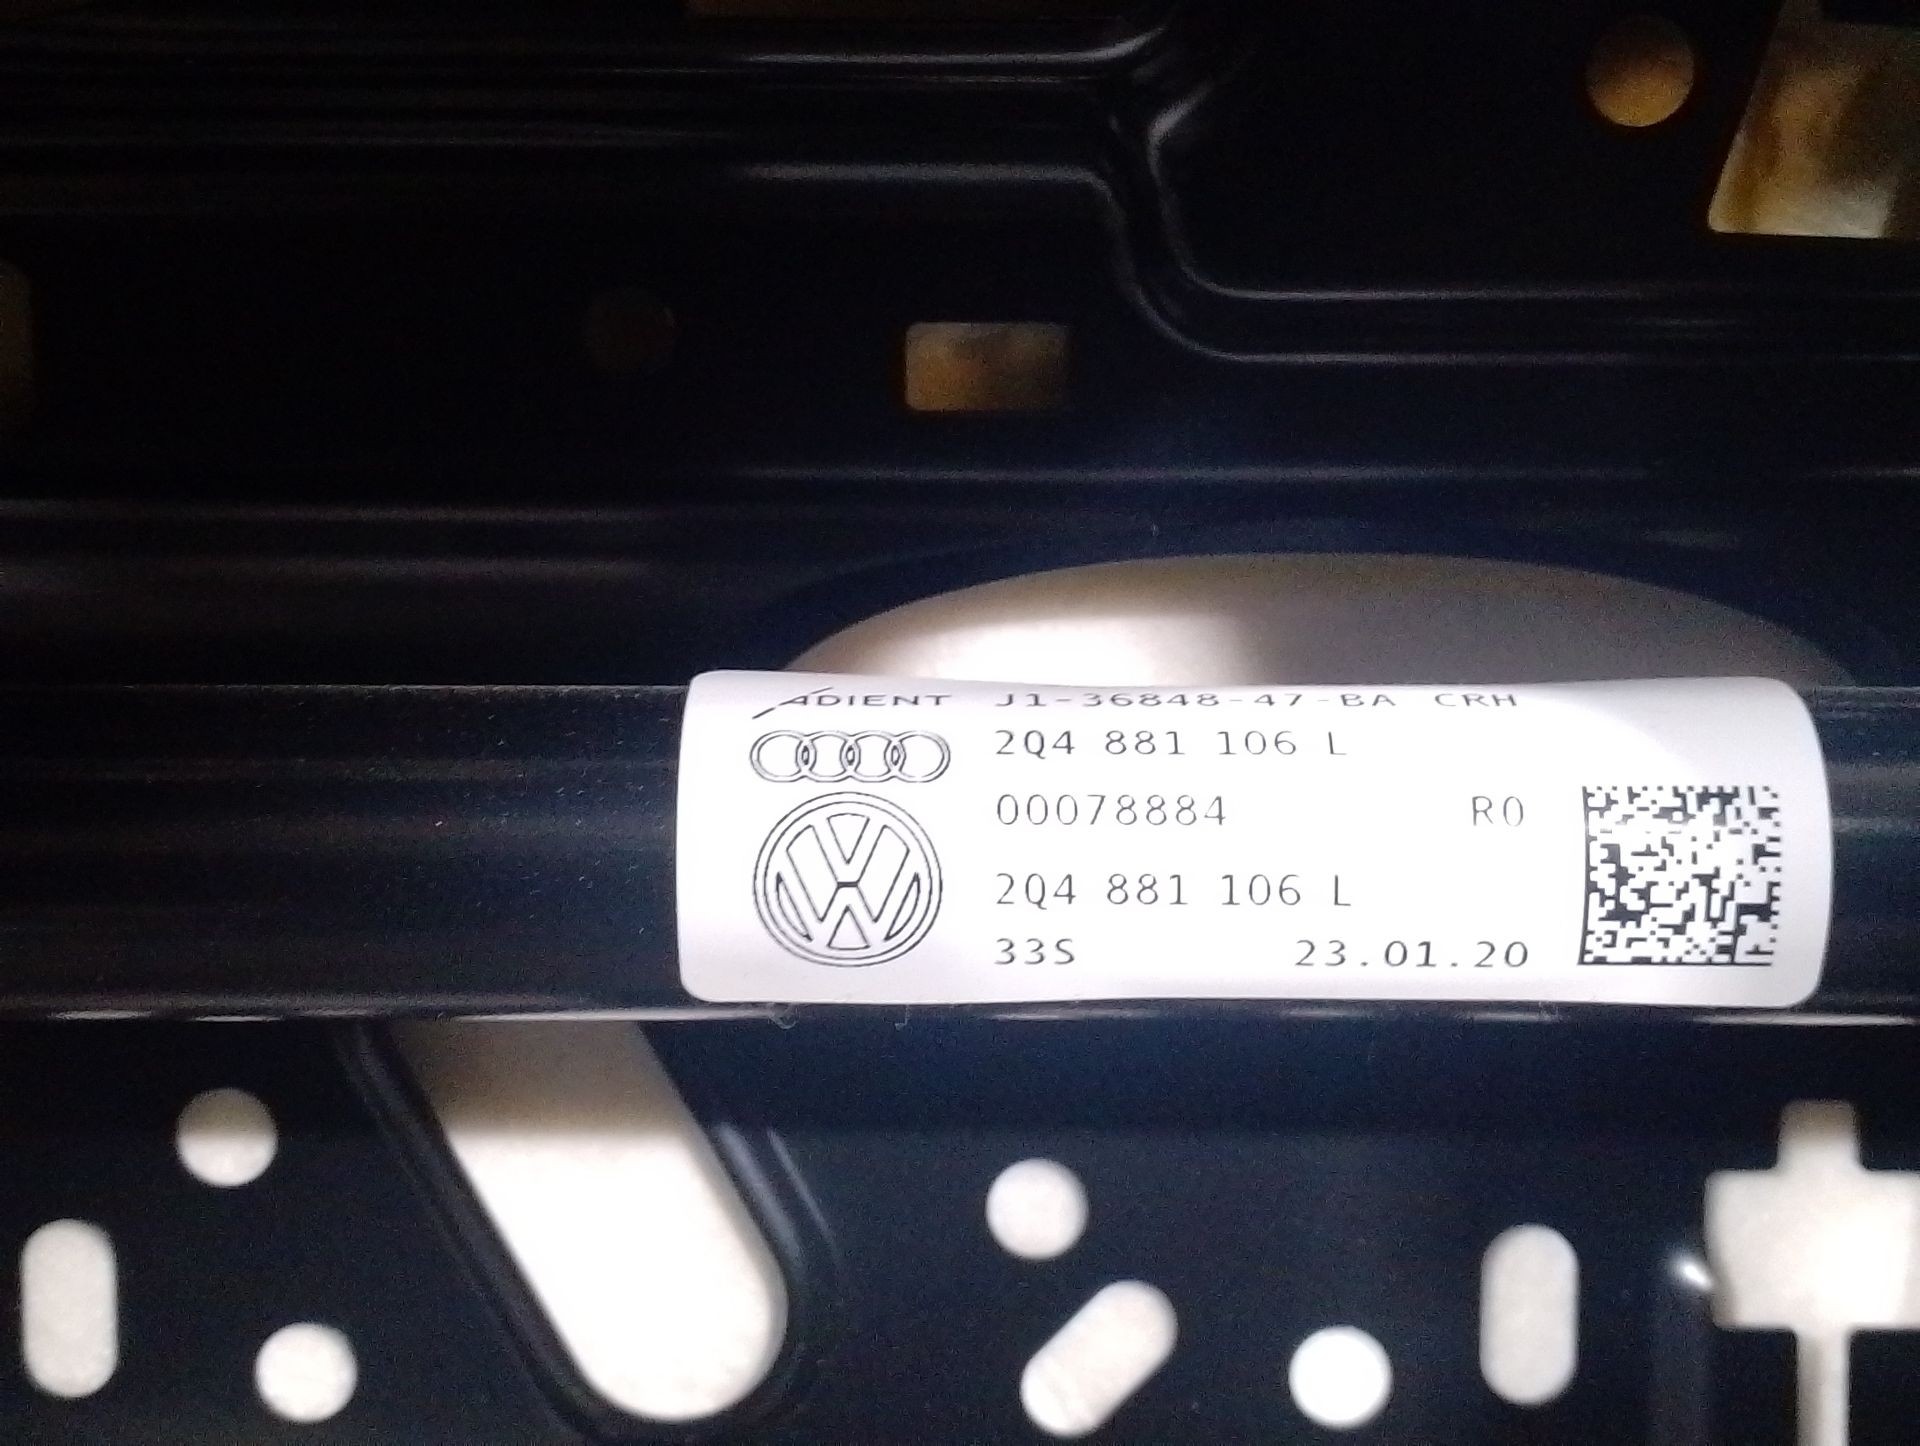 ADIENT J1-36848-47-BA CRH
2Q4 881 106 L
00078884 R0
2Q4 881 106 L
33S 23.01.20